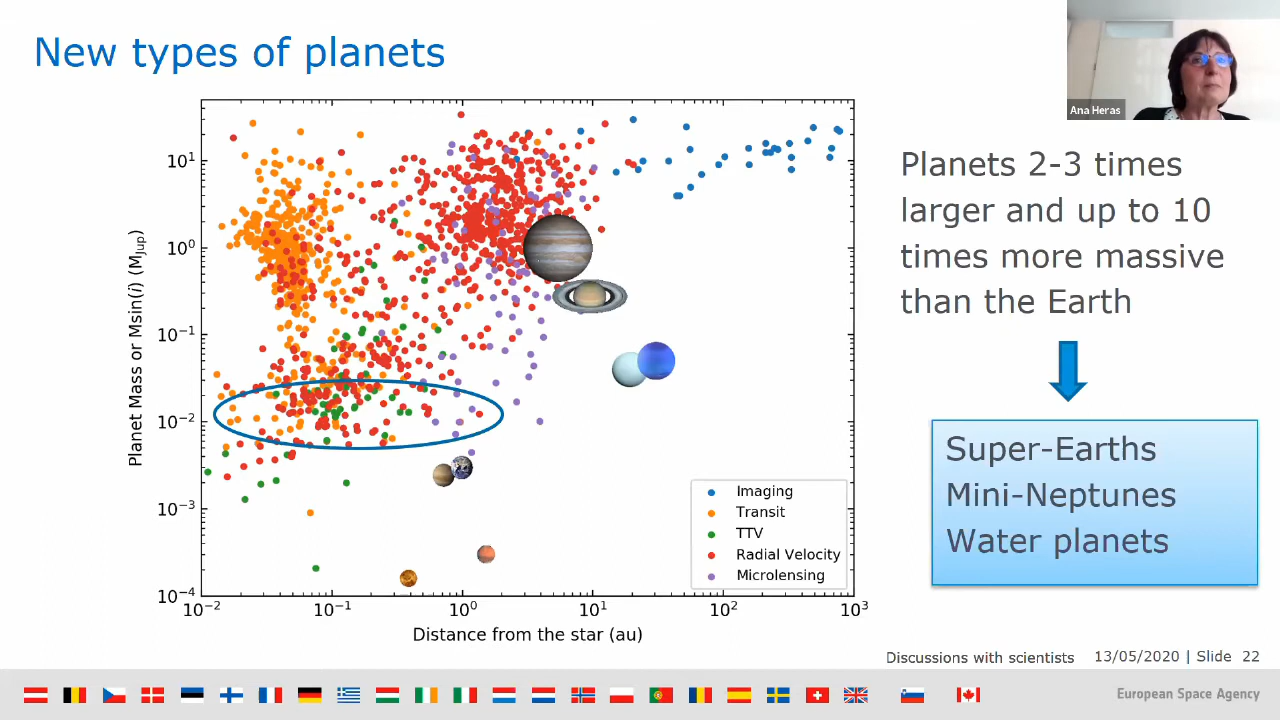 New types of planets
Ana Heras
Planet Mass or Msin(i) (M_Jup)
10¹
10⁰
10⁻¹
10⁻²
10⁻³
10⁻⁴
10⁻²
10⁻¹
10⁰
10¹
10²
10³
Distance from the star (au)
Imaging
Transit
TTV
Radial Velocity
Microlensing
Planets 2-3 times
larger and up to 10
times more massive
than the Earth
Super-Earths
Mini-Neptunes
Water planets
Discussions with scientists 13/05/2020 | Slide 22
European Space Agency